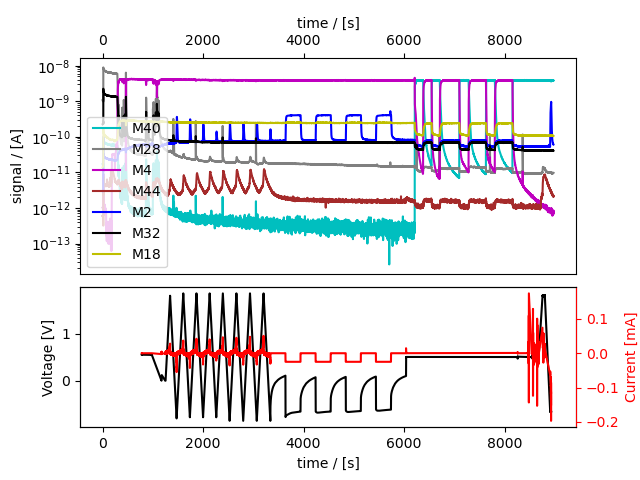 time / [s]
0 2000 4000 6000 8000
signal / [A]
10⁻⁸
10⁻⁹
10⁻¹⁰
10⁻¹¹
10⁻¹²
10⁻¹³
M40
M28
M4
M44
M2
M32
M18
Voltage [V]
1
0
Current [mA]
0.1
0.0
−0.1
−0.2
0 2000 4000 6000 8000
time / [s]